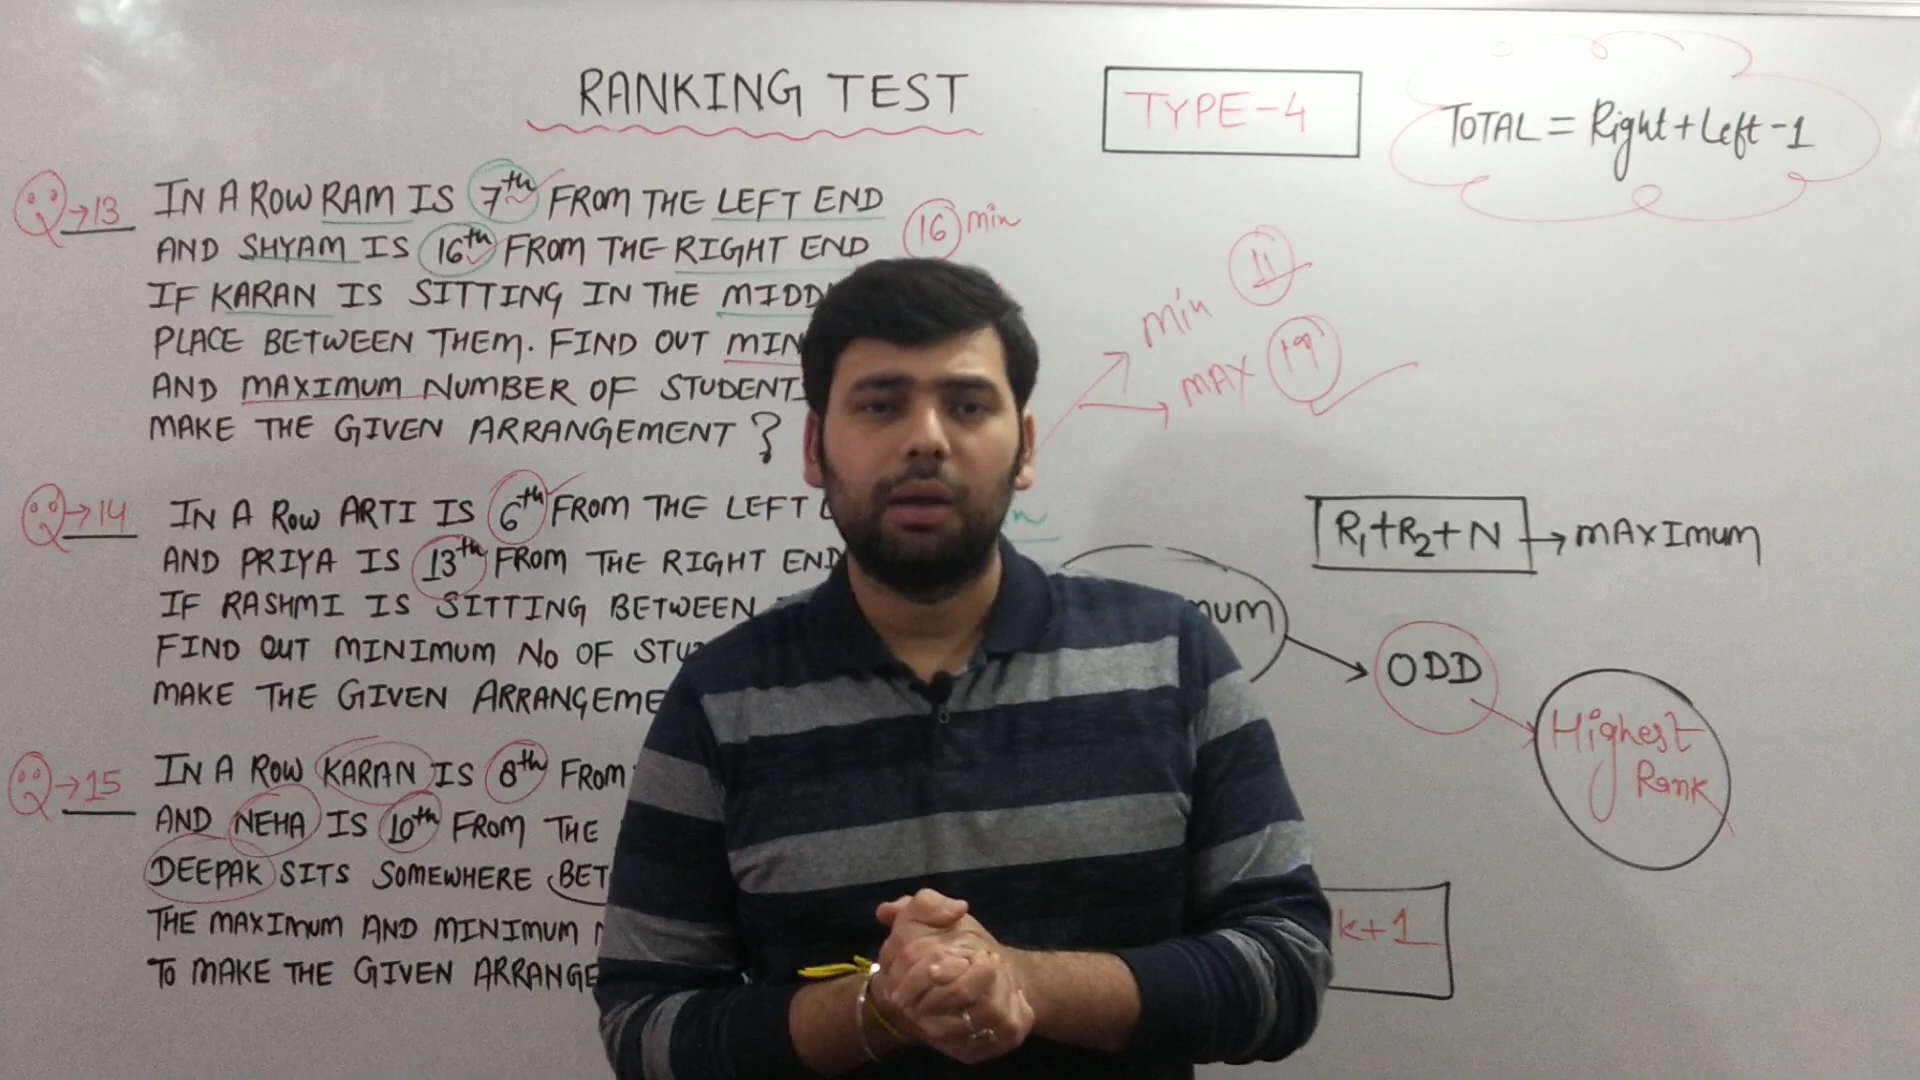 RANKING TEST
TYPE-4
TOTAL = Right + Left - 1
Q→13 IN A ROW RAM IS 7th FROM THE LEFT END
AND SHYAM IS 16th FROM THE RIGHT END
IF KARAN IS SITTING IN THE
PLACE BETWEEN THEM. FIND OUT
AND MAXIMUM NUMBER OF
MAKE THE GIVEN ARRANGEMENT ?
16 min
min 11
MAX 19
Q→14 IN A ROW ARTI IS 6th FROM THE LEFT
AND PRIYA IS 13th FROM THE RIGHT END
IF RASHMI IS SITTING BETWEEN
FIND OUT MINIMUM NO OF
MAKE THE GIVEN
R1+R2+N → MAXIMUM
ODD
Highest
Rank
Q→15 IN A ROW KARAN IS 8th FROM
AND NEHA IS 10th FROM THE
DEEPAK SITS SOMEWHERE
THE MAXIMUM AND MINIMUM
TO MAKE THE GIVEN
k+1